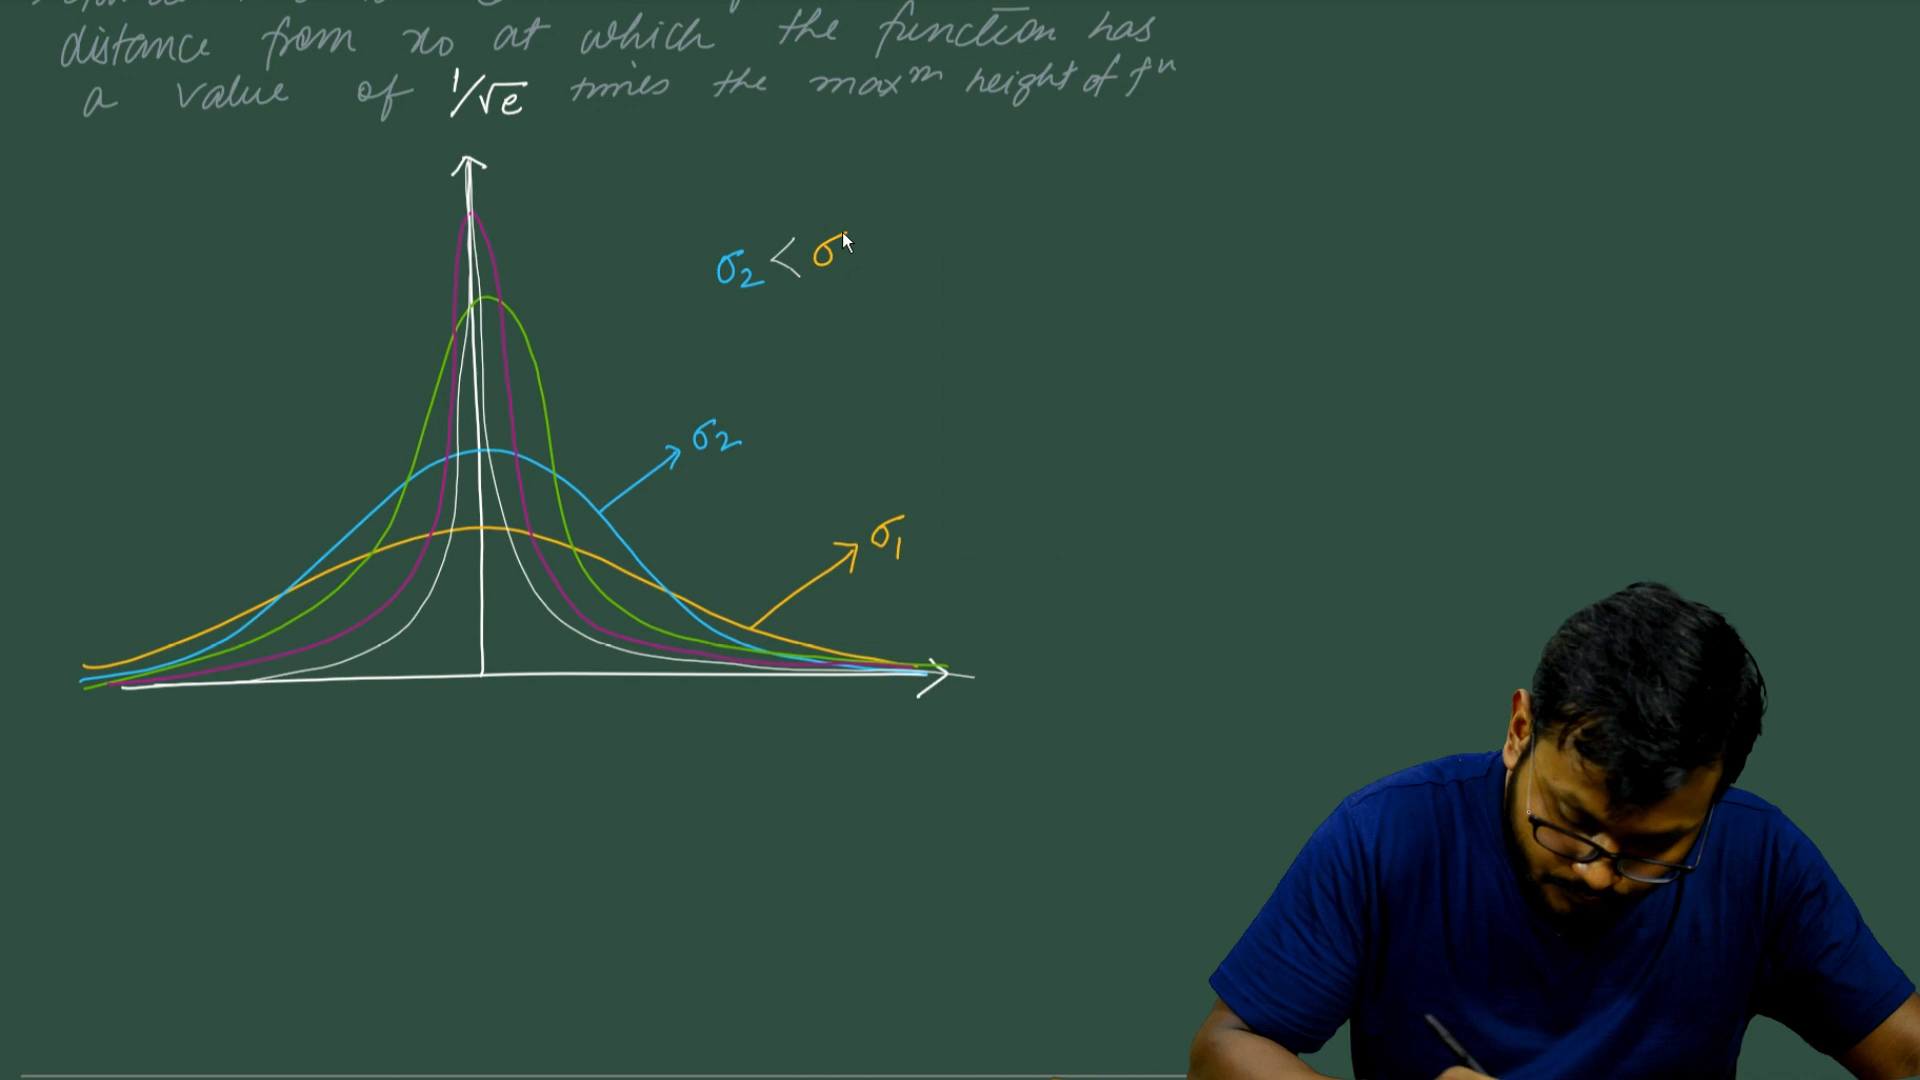 distance from x₀ at which the function has
a value of 1/√e times the maxᵐ height of fⁿ
σ₂ < σ
σ₂
σ₁